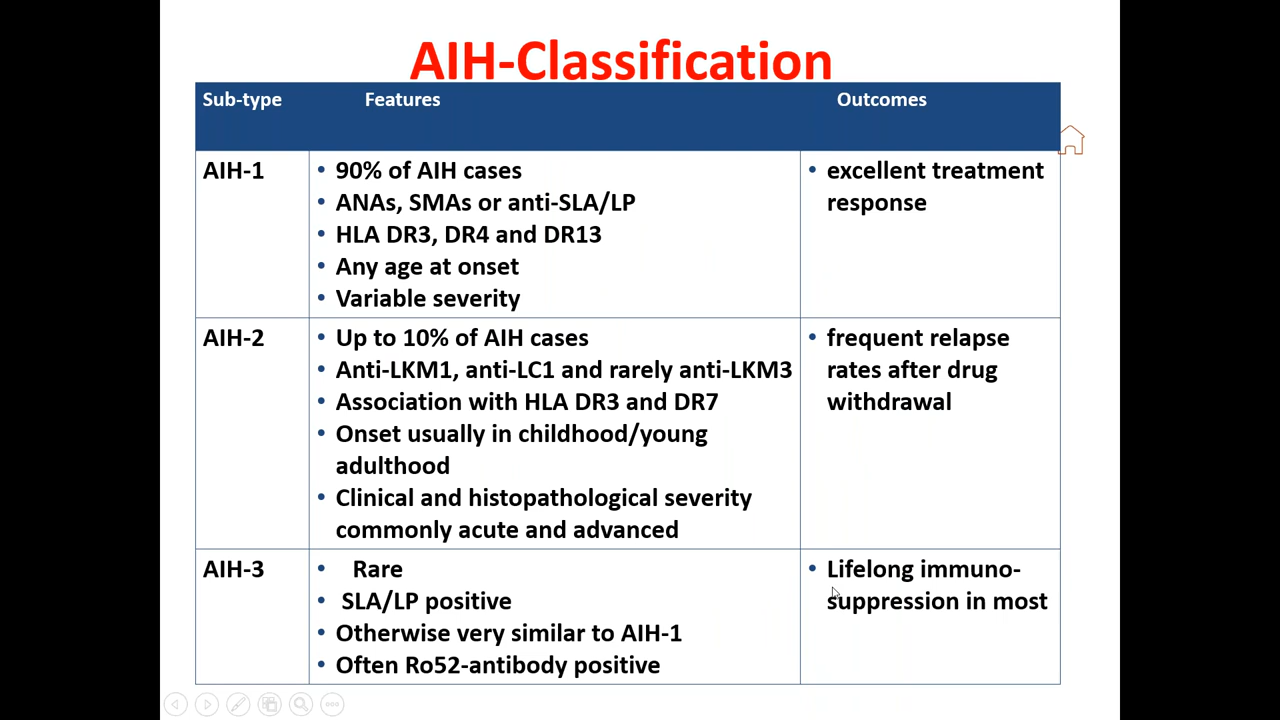 AIH-Classification
Sub-type Features Outcomes
AIH-1
• 90% of AIH cases
• ANAs, SMAs or anti-SLA/LP
• HLA DR3, DR4 and DR13
• Any age at onset
• Variable severity
• excellent treatment
response
AIH-2
• Up to 10% of AIH cases
• Anti-LKM1, anti-LC1 and rarely anti-LKM3
• Association with HLA DR3 and DR7
• Onset usually in childhood/young
adulthood
• Clinical and histopathological severity
commonly acute and advanced
• frequent relapse
rates after drug
withdrawal
AIH-3
• Rare
• SLA/LP positive
• Otherwise very similar to AIH-1
• Often Ro52-antibody positive
• Lifelong immuno-
suppression in most